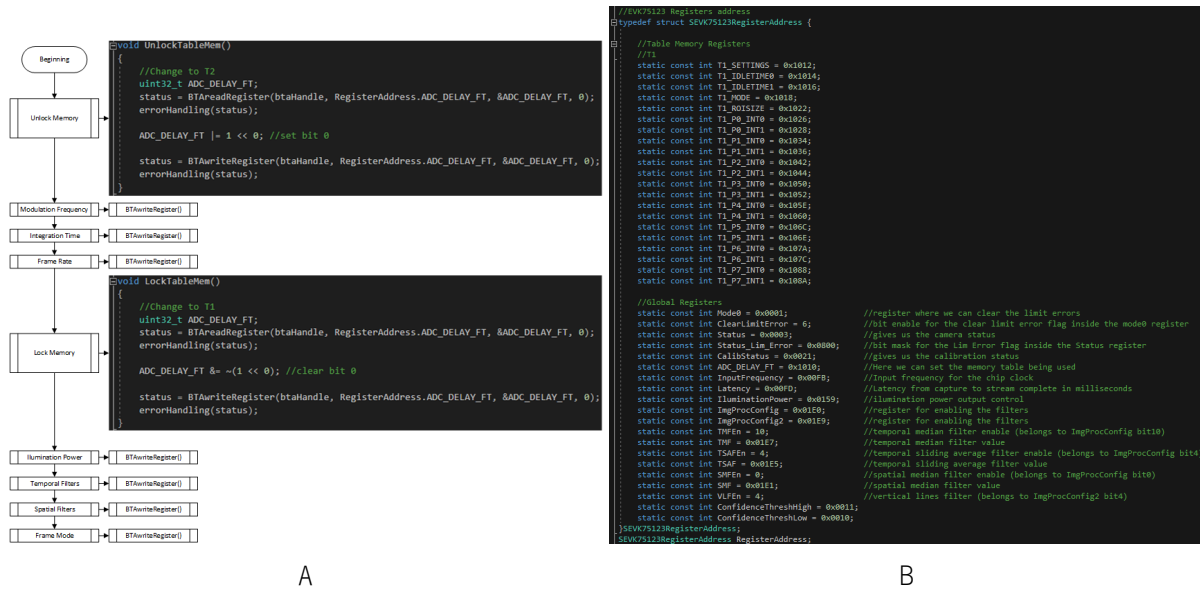 Beginning
Unlock Memory
void UnlockTableMem()
{
//Change to T2
uint32_t ADC_DELAY_FT;
status = BTAreadRegister(btaHandle, RegisterAddress.ADC_DELAY_FT, &ADC_DELAY_FT, 0);
errorHandling(status);
ADC_DELAY_FT |= 1 << 0; //set bit 0
status = BTAwriteRegister(btaHandle, RegisterAddress.ADC_DELAY_FT, &ADC_DELAY_FT, 0);
errorHandling(status);
}
Modulation Frequency BTAwriteRegister()
Integration Time BTAwriteRegister()
Frame Rate BTAwriteRegister()
Lock Memory
void LockTableMem()
{
//Change to T1
uint32_t ADC_DELAY_FT;
status = BTAreadRegister(btaHandle, RegisterAddress.ADC_DELAY_FT, &ADC_DELAY_FT, 0);
errorHandling(status);
ADC_DELAY_FT &= ~(1 << 0); //clear bit 0
status = BTAwriteRegister(btaHandle, RegisterAddress.ADC_DELAY_FT, &ADC_DELAY_FT, 0);
errorHandling(status);
}
Ilumination Power BTAwriteRegister()
Temporal Filters BTAwriteRegister()
Spatial Filters BTAwriteRegister()
Frame Mode BTAwriteRegister()
A
//EVK75123 Registers address
typedef struct SEVK75123RegisterAddress {
//Table Memory Registers
//T1
static const int T1_SETTINGS = 0x1012;
static const int T1_IDLETIME0 = 0x1014;
static const int T1_IDLETIME1 = 0x1016;
static const int T1_MODE = 0x1018;
static const int T1_ROISIZE = 0x1022;
static const int T1_P0_INT0 = 0x1026;
static const int T1_P0_INT1 = 0x1028;
static const int T1_P1_INT0 = 0x1034;
static const int T1_P1_INT1 = 0x1036;
static const int T1_P2_INT0 = 0x1042;
static const int T1_P2_INT1 = 0x1044;
static const int T1_P3_INT0 = 0x1050;
static const int T1_P3_INT1 = 0x1052;
static const int T1_P4_INT0 = 0x105E;
static const int T1_P4_INT1 = 0x1060;
static const int T1_P5_INT0 = 0x106C;
static const int T1_P5_INT1 = 0x106E;
static const int T1_P6_INT0 = 0x107A;
static const int T1_P6_INT1 = 0x107C;
static const int T1_P7_INT0 = 0x1088;
static const int T1_P7_INT1 = 0x108A;
//Global Registers
static const int Mode0 = 0x0001; //register where we can clear the limit errors
static const int ClearLimitError = 6; //bit enable for the clear limit error flag inside the mode0 register
static const int Status = 0x0003; //gives us the camera status
static const int Status_Lim_Error = 0x0800; //bit mask for the Lim Error flag inside the Status register
static const int CalibStatus = 0x0021; //gives us the calibration status
static const int ADC_DELAY_FT = 0x1010; //Here we can set the memory table being used
static const int InputFrequency = 0x00FB; //Input frequency for the chip clock
static const int Latency = 0x00FD; //Latency from capture to stream complete in milliseconds
static const int IluminationPower = 0x0159; //ilumination power output control
static const int ImgProcConfig = 0x01E0; //register for enabling the filters
static const int ImgProcConfig2 = 0x01E9; //register for enabling the filters
static const int TMFEn = 10; //temporal median filter enable (belongs to ImgProcConfig bit10)
static const int TMF = 0x01E7; //temporal median filter value
static const int TSAFEn = 4; //temporal sliding average filter enable (belongs to ImgProcConfig bit4
static const int TSAF = 0x01E5; //temporal sliding average filter value
static const int SMFEn = 0; //spatial median filter enable (belongs to ImgProcConfig bit0)
static const int SMF = 0x01E1; //spatial median filter value
static const int VLFEn = 4; //vertical lines filter (belongs to ImgProcConfig2 bit4)
static const int ConfidenceThreshHigh = 0x0011;
static const int ConfidenceThreshLow = 0x0010;
}SEVK75123RegisterAddress;
SEVK75123RegisterAddress RegisterAddress;
B